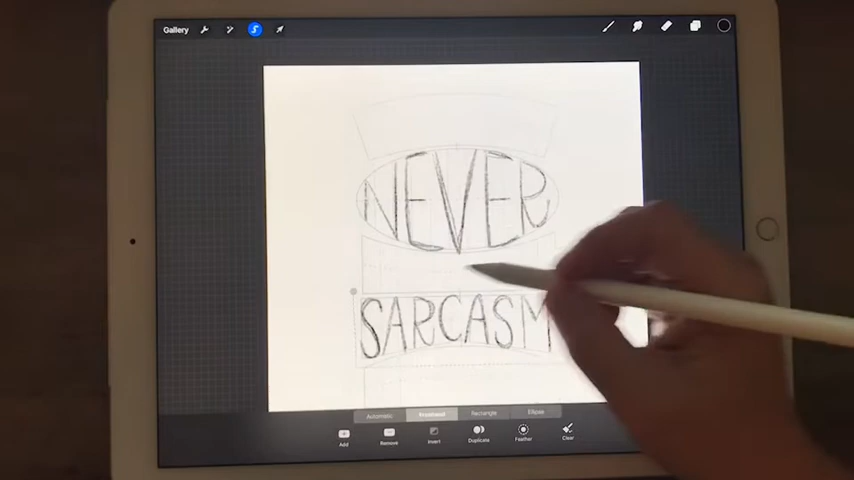 Gallery
NEVER
SARCASM
Automatic Freehand Rectangle Ellipse
Add Remove Invert Duplicate Feather Clear